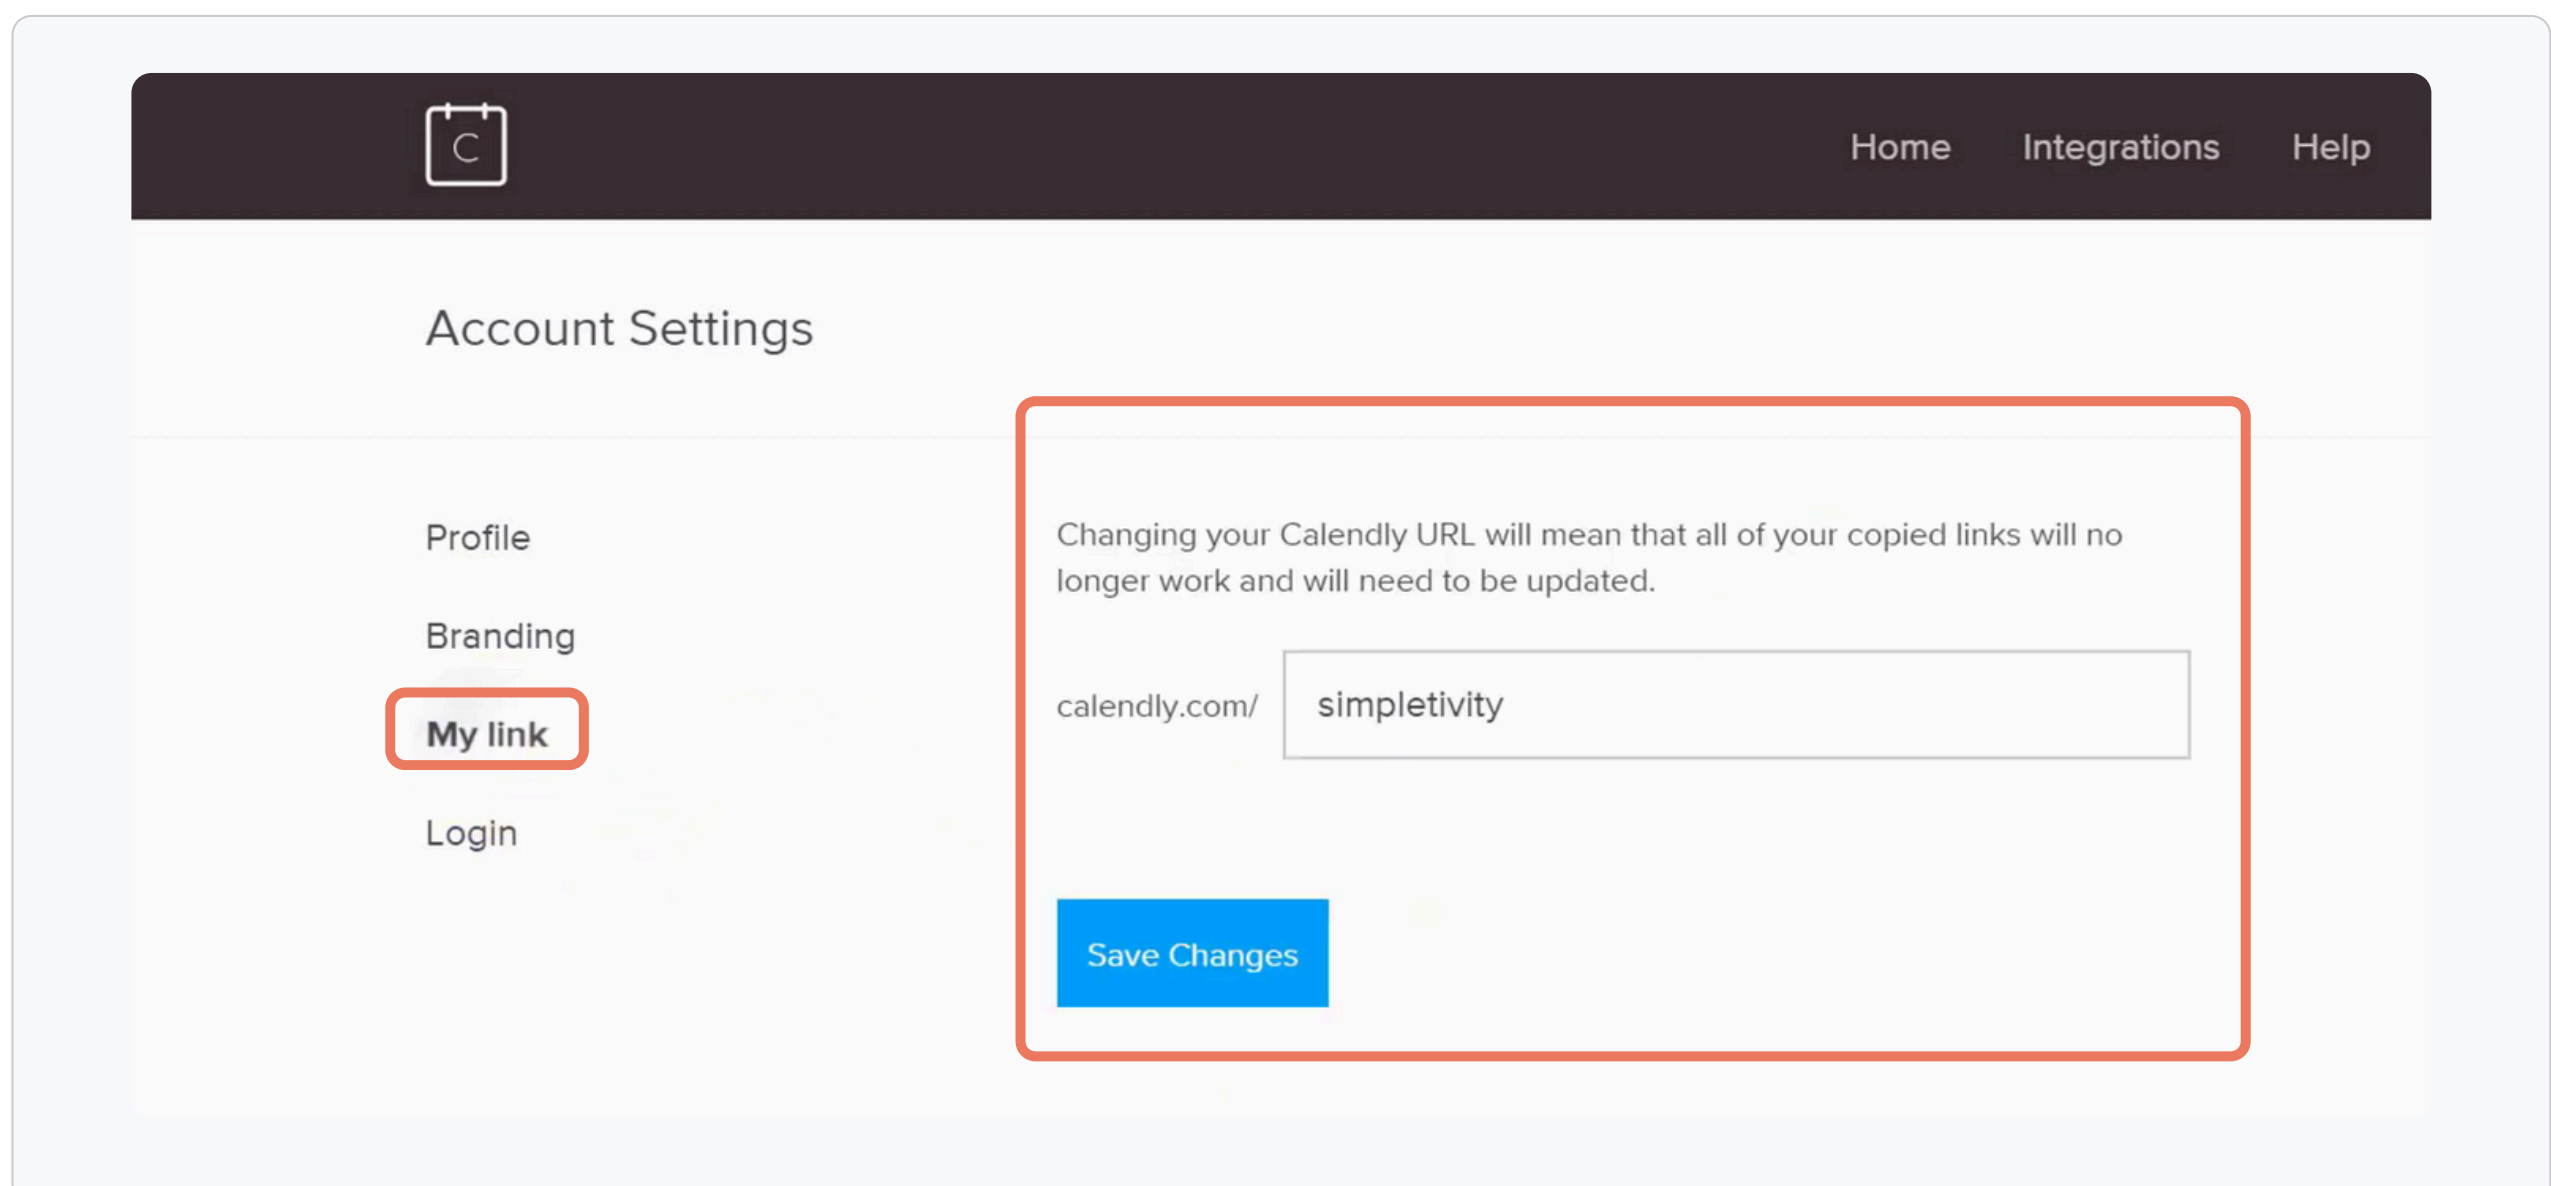 C
Home Integrations Help
Account Settings
Profile
Branding
My link
Login
Changing your Calendly URL will mean that all of your copied links will no
longer work and will need to be updated.
calendly.com/ simpletivity
Save Changes